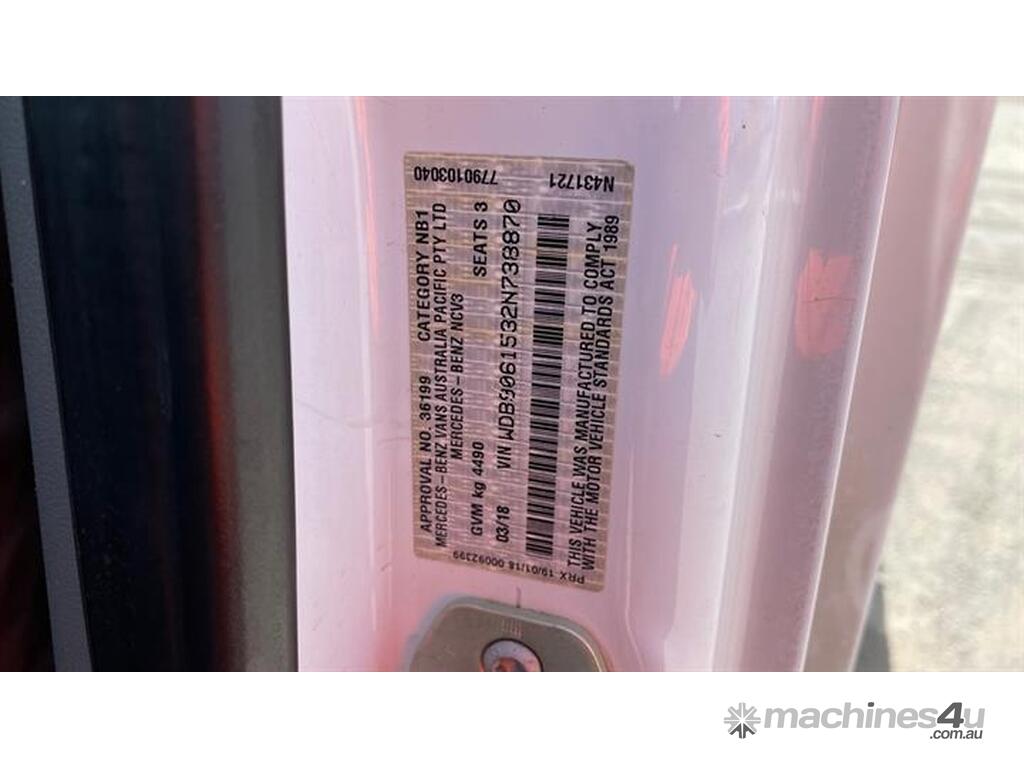 7790103040
N431721
APPROVAL NO. 36199 CATEGORY NB1
MERCEDES-BENZ VANS AUSTRALIA PACIFIC PTY LTD
MERCEDES-BENZ NCV3
GVM kg 4490 SEATS 3
03/18 VIN WDB9061532N738870
THIS VEHICLE WAS MANUFACTURED TO COMPLY
WITH THE MOTOR VEHICLE STANDARDS ACT 1989
PRX 19/01/18 00092399
machines4u
.com.au